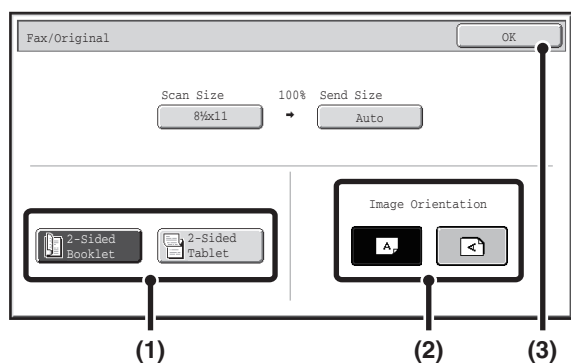 Fax/Original
OK
Scan Size 100% Send Size
8½x11 Auto
Image Orientation
2-Sided
Booklet
2-Sided
Tablet
A A
(1) (2) (3)